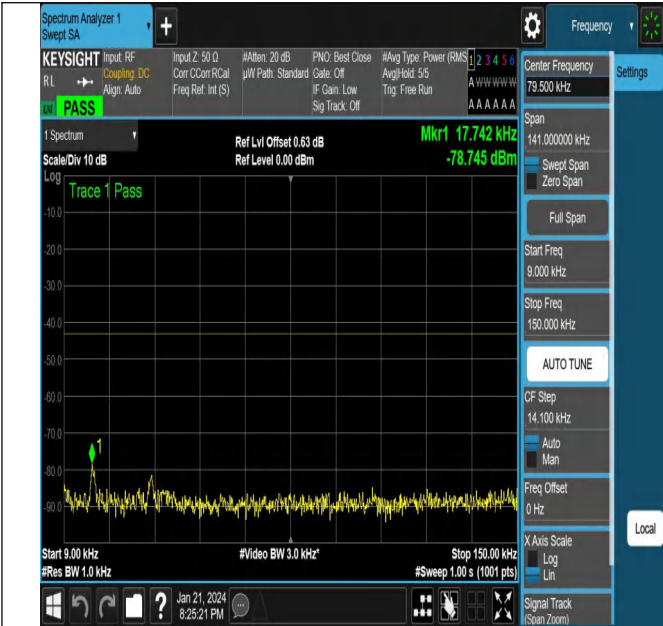 Spectrum Analyzer 1
Swept SA
Frequency
KEYSIGHT
RL
PASS
Input: RF
Coupling: DC
Align: Auto
Input Z: 50 Ω
Corr CCorr RCal
Freq Ref: Int (S)
#Atten: 20 dB
µW Path: Standard
PNO: Best Close
Gate: Off
IF Gain: Low
Sig Track: Off
#Avg Type: Power (RMS
Avg|Hold: 5/5
Trig: Free Run
1 2 3 4 5 6
A W W W W W
A A A A A A
1 Spectrum
Scale/Div 10 dB
Ref Lvl Offset 0.63 dB
Ref Level 0.00 dBm
Mkr1 17.742 kHz
-78.745 dBm
Log
Trace 1 Pass
-10.0
-20.0
-30.0
-40.0
-50.0
-60.0
-70.0
-80.0
-90.0
1
Start 9.00 kHz
#Res BW 1.0 kHz
#Video BW 3.0 kHz*
Stop 150.00 kHz
#Sweep 1.00 s (1001 pts)
Jan 21, 2024
8:25:21 PM
Center Frequency
79.500 kHz
Settings
Span
141.000000 kHz
Swept Span
Zero Span
Full Span
Start Freq
9.000 kHz
Stop Freq
150.000 kHz
AUTO TUNE
CF Step
14.100 kHz
Auto
Man
Freq Offset
0 Hz
X Axis Scale
Log
Lin
Local
Signal Track
(Span Zoom)